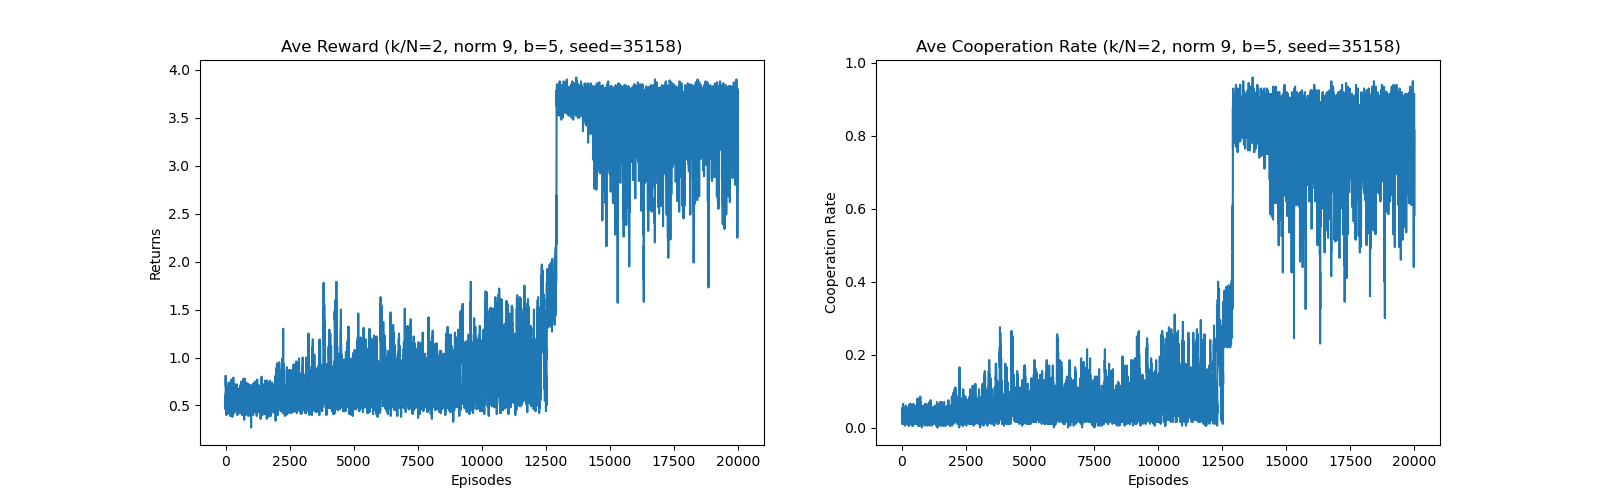 Ave Reward (k/N=2, norm 9, b=5, seed=35158)
4.0
3.5
3.0
2.5
2.0
1.5
1.0
0.5
Returns
0 2500 5000 7500 10000 12500 15000 17500 20000
Episodes
Ave Cooperation Rate (k/N=2, norm 9, b=5, seed=35158)
1.0
0.8
0.6
0.4
0.2
0.0
Cooperation Rate
0 2500 5000 7500 10000 12500 15000 17500 20000
Episodes